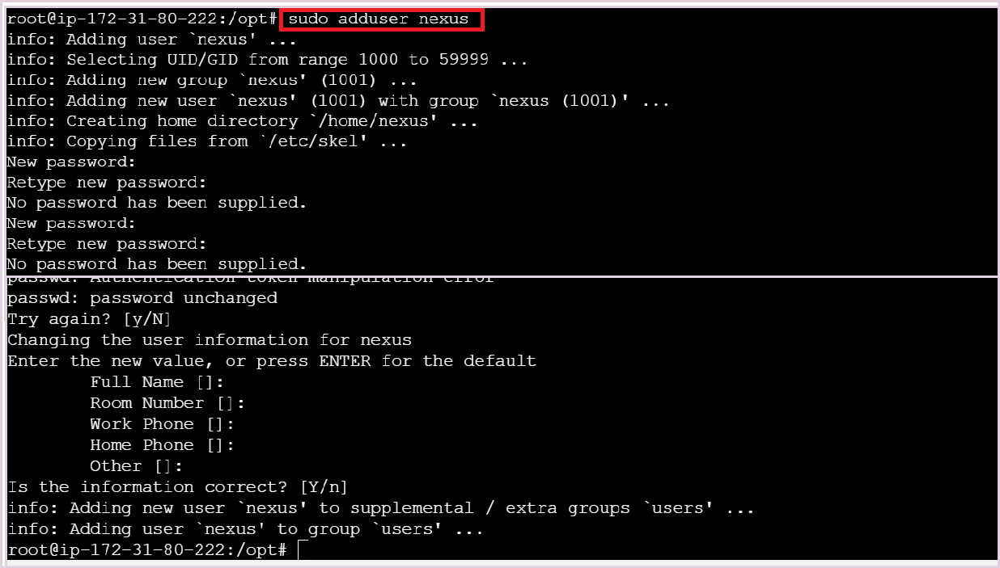 root@ip-172-31-80-222:/opt# sudo adduser nexus
info: Adding user `nexus' ...
info: Selecting UID/GID from range 1000 to 59999 ...
info: Adding new group `nexus' (1001) ...
info: Adding new user `nexus' (1001) with group `nexus (1001)' ...
info: Creating home directory `/home/nexus' ...
info: Copying files from `/etc/skel' ...
New password:
Retype new password:
No password has been supplied.
New password:
Retype new password:
No password has been supplied.
passwd: Authentication token manipulation error
passwd: password unchanged
Try again? [y/N]
Changing the user information for nexus
Enter the new value, or press ENTER for the default
Full Name []:
Room Number []:
Work Phone []:
Home Phone []:
Other []:
Is the information correct? [Y/n]
info: Adding new user `nexus' to supplemental / extra groups `users' ...
info: Adding user `nexus' to group `users' ...
root@ip-172-31-80-222:/opt#